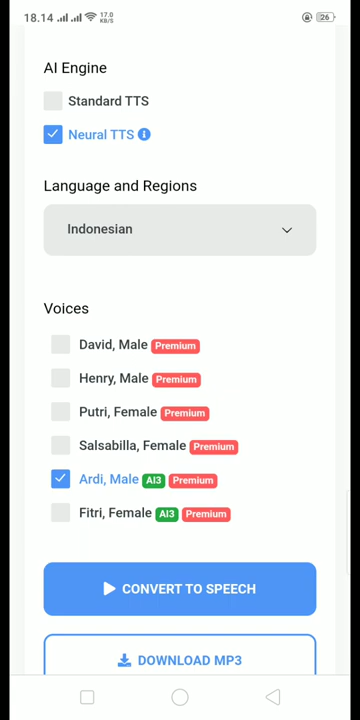 18.14 17.0 KB/S 26
AI Engine
Standard TTS
Neural TTS
Language and Regions
Indonesian
Voices
David, Male Premium
Henry, Male Premium
Putri, Female Premium
Salsabilla, Female Premium
Ardi, Male AI3 Premium
Fitri, Female AI3 Premium
CONVERT TO SPEECH
DOWNLOAD MP3